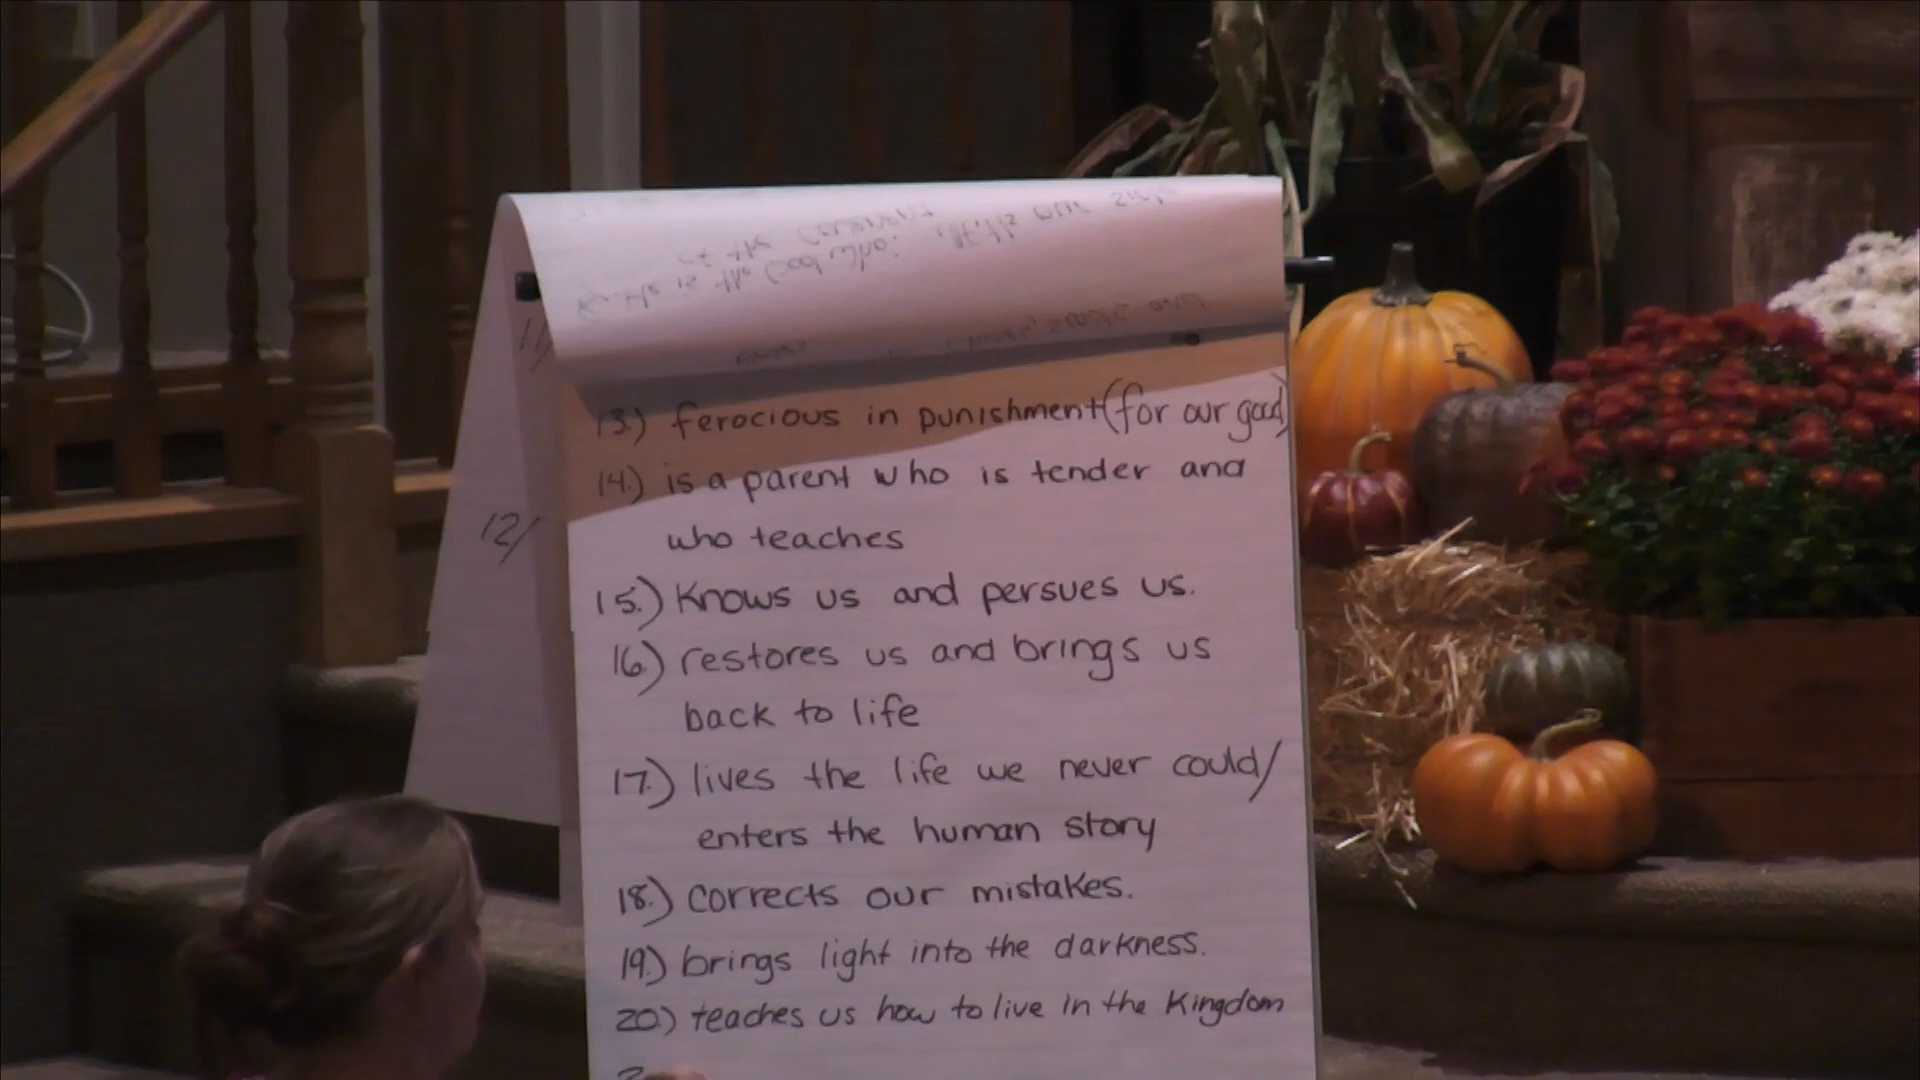 11/
12/
13.) ferocious in punishment (for our good)
14.) is a parent who is tender and
who teaches
15.) Knows us and persues us.
16.) restores us and brings us
back to life
17.) lives the life we never could/
enters the human story
18.) corrects our mistakes.
19.) brings light into the darkness.
20.) teaches us how to live in the Kingdom